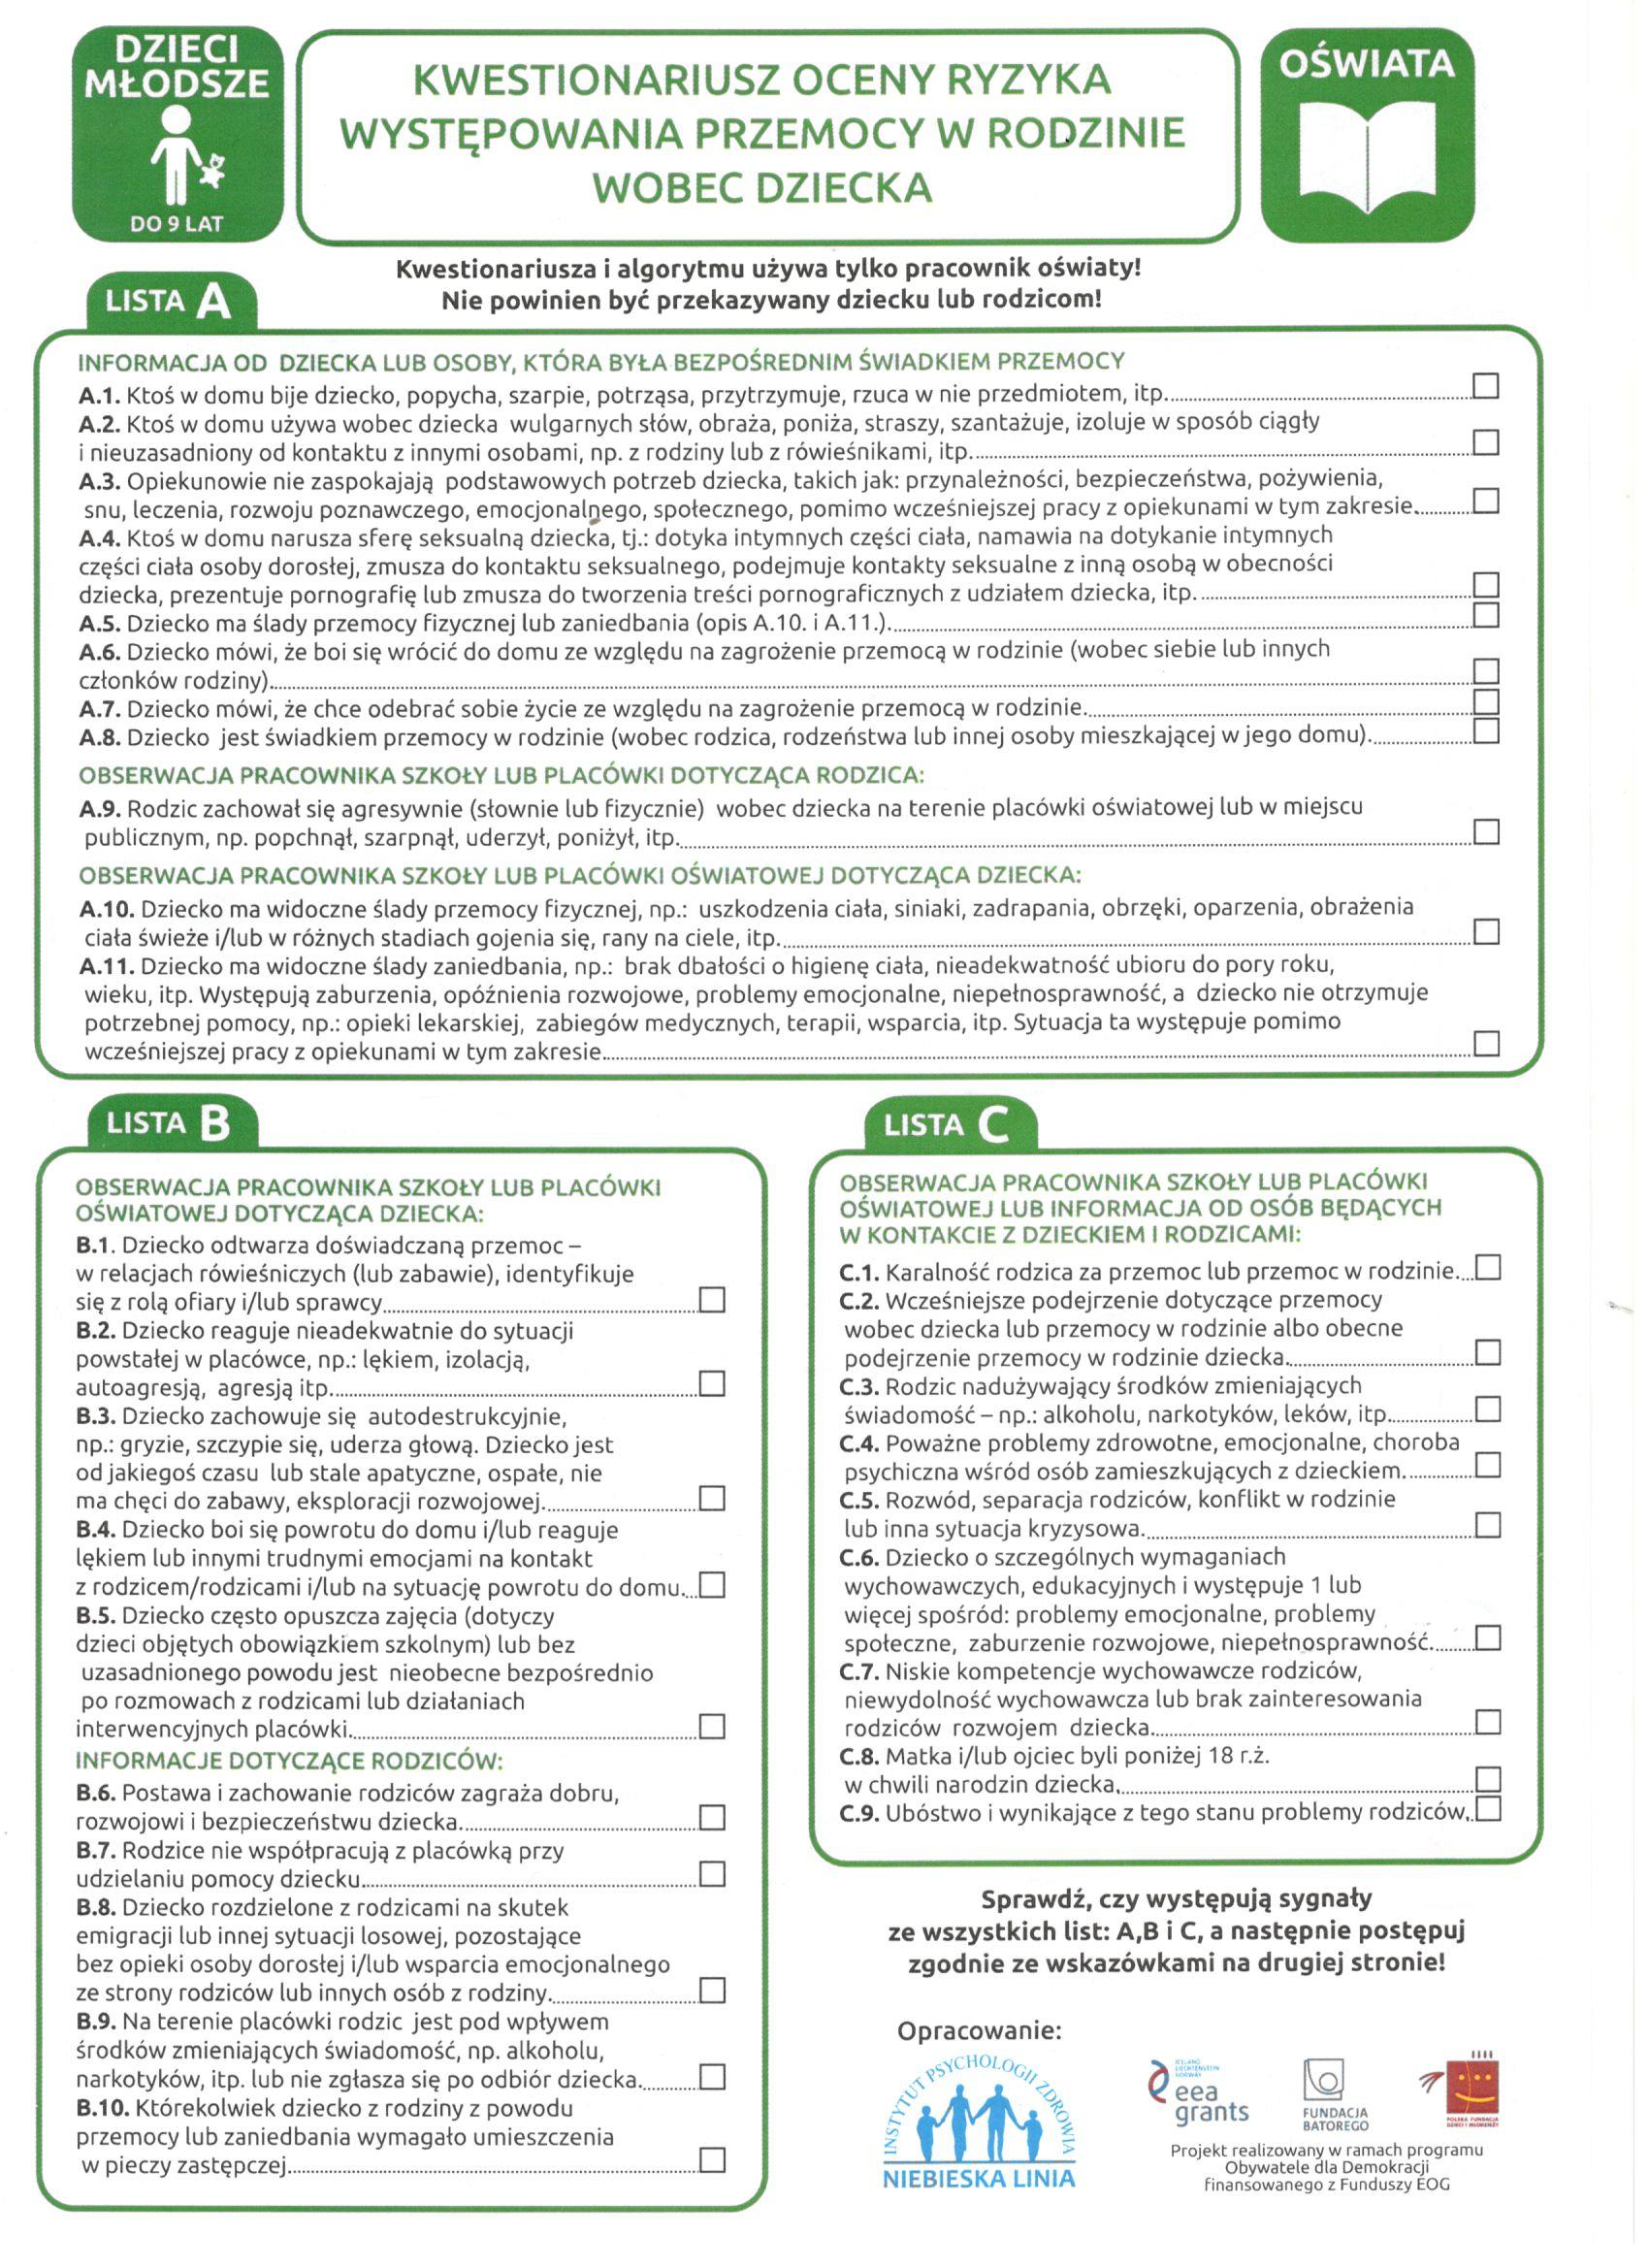 DZIECI
MŁODSZE
DO 9 LAT
KWESTIONARIUSZ OCENY RYZYKA
WYSTĘPOWANIA PRZEMOCY W RODZINIE
WOBEC DZIECKA
OŚWIATA
Kwestionariusza i algorytmu używa tylko pracownik oświaty!
Nie powinien być przekazywany dziecku lub rodzicom!
LISTA A
INFORMACJA OD DZIECKA LUB OSOBY, KTÓRA BYŁA BEZPOŚREDNIM ŚWIADKIEM PRZEMOCY
A.1. Ktoś w domu bije dziecko, popycha, szarpie, potrząsa, przytrzymuje, rzuca w nie przedmiotem, itp.
A.2. Ktoś w domu używa wobec dziecka wulgarnych słów, obraża, poniża, straszy, szantażuje, izoluje w sposób ciągły
i nieuzasadniony od kontaktu z innymi osobami, np. z rodziny lub z rówieśnikami, itp.
A.3. Opiekunowie nie zaspokajają podstawowych potrzeb dziecka, takich jak: przynależności, bezpieczeństwa, pożywienia,
snu, leczenia, rozwoju poznawczego, emocjonalnego, społecznego, pomimo wcześniejszej pracy z opiekunami w tym zakresie.
A.4. Ktoś w domu narusza sferę seksualną dziecka, tj.: dotyka intymnych części ciała, namawia na dotykanie intymnych
części ciała osoby dorosłej, zmusza do kontaktu seksualnego, podejmuje kontakty seksualne z inną osobą w obecności
dziecka, prezentuje pornografię lub zmusza do tworzenia treści pornograficznych z udziałem dziecka, itp.
A.5. Dziecko ma ślady przemocy fizycznej lub zaniedbania (opis A.10. i A.11.).
A.6. Dziecko mówi, że boi się wrócić do domu ze względu na zagrożenie przemocą w rodzinie (wobec siebie lub innych
członków rodziny).
A.7. Dziecko mówi, że chce odebrać sobie życie ze względu na zagrożenie przemocą w rodzinie.
A.8. Dziecko jest świadkiem przemocy w rodzinie (wobec rodzica, rodzeństwa lub innej osoby mieszkającej w jego domu).
OBSERWACJA PRACOWNIKA SZKOŁY LUB PLACÓWKI DOTYCZĄCA RODZICA:
A.9. Rodzic zachował się agresywnie (słownie lub fizycznie) wobec dziecka na terenie placówki oświatowej lub w miejscu
publicznym, np. popchnął, szarpnął, uderzył, poniżył, itp.
OBSERWACJA PRACOWNIKA SZKOŁY LUB PLACÓWKI OŚWIATOWEJ DOTYCZĄCA DZIECKA:
A.10. Dziecko ma widoczne ślady przemocy fizycznej, np.: uszkodzenia ciała, siniaki, zadrapania, obrzęki, oparzenia, obrażenia
ciała świeże i/lub w różnych stadiach gojenia się, rany na ciele, itp.
A.11. Dziecko ma widoczne ślady zaniedbania, np.: brak dbałości o higienę ciała, nieadekwatność ubioru do pory roku,
wieku, itp. Występują zaburzenia, opóźnienia rozwojowe, problemy emocjonalne, niepełnosprawność, a dziecko nie otrzymuje
potrzebnej pomocy, np.: opieki lekarskiej, zabiegów medycznych, terapii, wsparcia, itp. Sytuacja ta występuje pomimo
wcześniejszej pracy z opiekunami w tym zakresie.
LISTA B
OBSERWACJA PRACOWNIKA SZKOŁY LUB PLACÓWKI
OŚWIATOWEJ DOTYCZĄCA DZIECKA:
B.1. Dziecko odtwarza doświadczaną przemoc –
w relacjach rówieśniczych (lub zabawie), identyfikuje
się z rolą ofiary i/lub sprawcy.
B.2. Dziecko reaguje nieadekwatnie do sytuacji
powstałej w placówce, np.: lękiem, izolacją,
autoagresją, agresją itp.
B.3. Dziecko zachowuje się autodestrukcyjnie,
np.: gryzie, szczypie się, uderza głową. Dziecko jest
od jakiegoś czasu lub stale apatyczne, ospałe, nie
ma chęci do zabawy, eksploracji rozwojowej.
B.4. Dziecko boi się powrotu do domu i/lub reaguje
lękiem lub innymi trudnymi emocjami na kontakt
z rodzicem/rodzicami i/lub na sytuację powrotu do domu.
B.5. Dziecko często opuszcza zajęcia (dotyczy
dzieci objętych obowiązkiem szkolnym) lub bez
uzasadnionego powodu jest nieobecne bezpośrednio
po rozmowach z rodzicami lub działaniach
interwencyjnych placówki.
INFORMACJE DOTYCZĄCE RODZICÓW:
B.6. Postawa i zachowanie rodziców zagraża dobru,
rozwojowi i bezpieczeństwu dziecka.
B.7. Rodzice nie współpracują z placówką przy
udzielaniu pomocy dziecku.
B.8. Dziecko rozdzielone z rodzicami na skutek
emigracji lub innej sytuacji losowej, pozostające
bez opieki osoby dorosłej i/lub wsparcia emocjonalnego
ze strony rodziców lub innych osób z rodziny.
B.9. Na terenie placówki rodzic jest pod wpływem
środków zmieniających świadomość, np. alkoholu,
narkotyków, itp. lub nie zgłasza się po odbiór dziecka.
B.10. Którekolwiek dziecko z rodziny z powodu
przemocy lub zaniedbania wymagało umieszczenia
w pieczy zastępczej.
LISTA C
OBSERWACJA PRACOWNIKA SZKOŁY LUB PLACÓWKI
OŚWIATOWEJ LUB INFORMACJA OD OSÓB BĘDĄCYCH
W KONTAKCIE Z DZIECKIEM I RODZICAMI:
C.1. Karalność rodzica za przemoc lub przemoc w rodzinie.
C.2. Wcześniejsze podejrzenie dotyczące przemocy
wobec dziecka lub przemocy w rodzinie albo obecne
podejrzenie przemocy w rodzinie dziecka.
C.3. Rodzic nadużywający środków zmieniających
świadomość – np.: alkoholu, narkotyków, leków, itp.
C.4. Poważne problemy zdrowotne, emocjonalne, choroba
psychiczna wśród osób zamieszkujących z dzieckiem.
C.5. Rozwód, separacja rodziców, konflikt w rodzinie
lub inna sytuacja kryzysowa.
C.6. Dziecko o szczególnych wymaganiach
wychowawczych, edukacyjnych i występuje 1 lub
więcej spośród: problemy emocjonalne, problemy
społeczne, zaburzenie rozwojowe, niepełnosprawność.
C.7. Niskie kompetencje wychowawcze rodziców,
niewydolność wychowawcza lub brak zainteresowania
rodziców rozwojem dziecka.
C.8. Matka i/lub ojciec byli poniżej 18 r.ż.
w chwili narodzin dziecka.
C.9. Ubóstwo i wynikające z tego stanu problemy rodziców.
Sprawdź, czy występują sygnały
ze wszystkich list: A,B i C, a następnie postępuj
zgodnie ze wskazówkami na drugiej stronie!
Opracowanie:
INSTYTUT PSYCHOLOGII ZDROWIA
NIEBIESKA LINIA
ICELAND
LIECHTENSTEIN
NORWAY
eea
grants
FUNDACJA
BATOREGO
POLSKA FUNDACJA
DZIECI I MŁODZIEŻY
Projekt realizowany w ramach programu
Obywatele dla Demokracji
finansowanego z Funduszy EOG